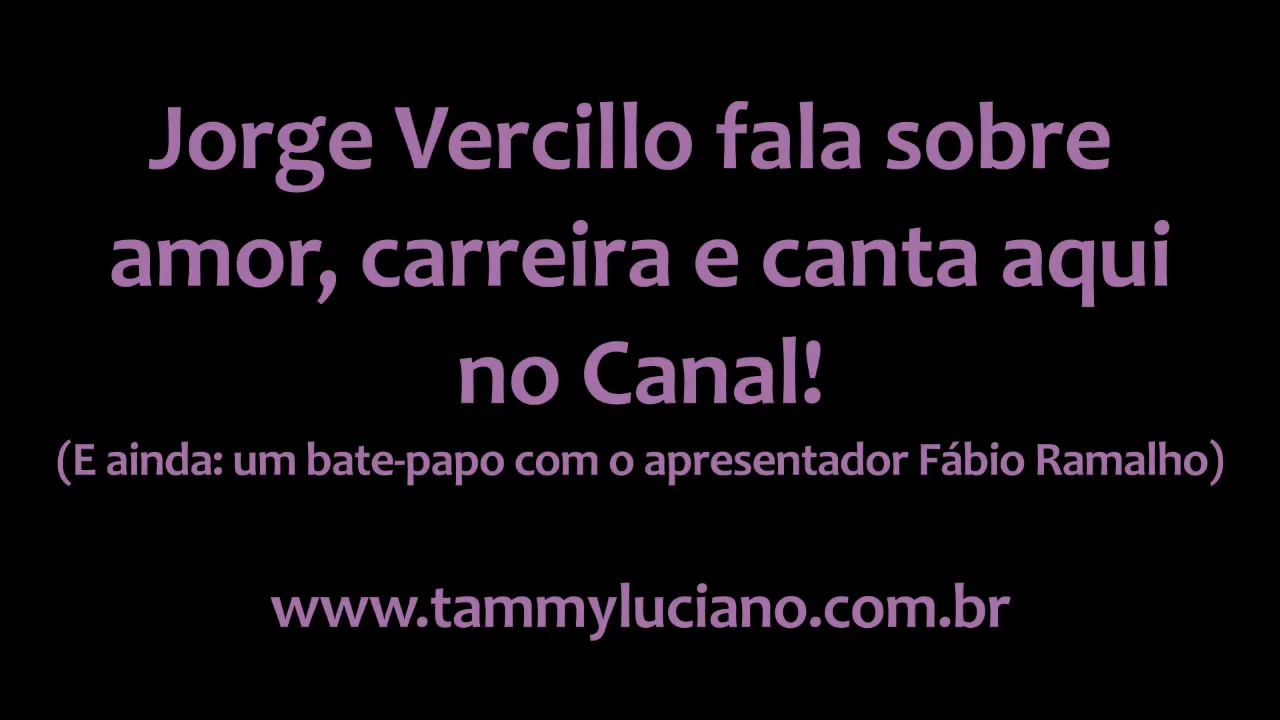 Jorge Vercillo fala sobre
amor, carreira e canta aqui
no Canal!
(E ainda: um bate-papo com o apresentador Fábio Ramalho)
www.tammyluciano.com.br